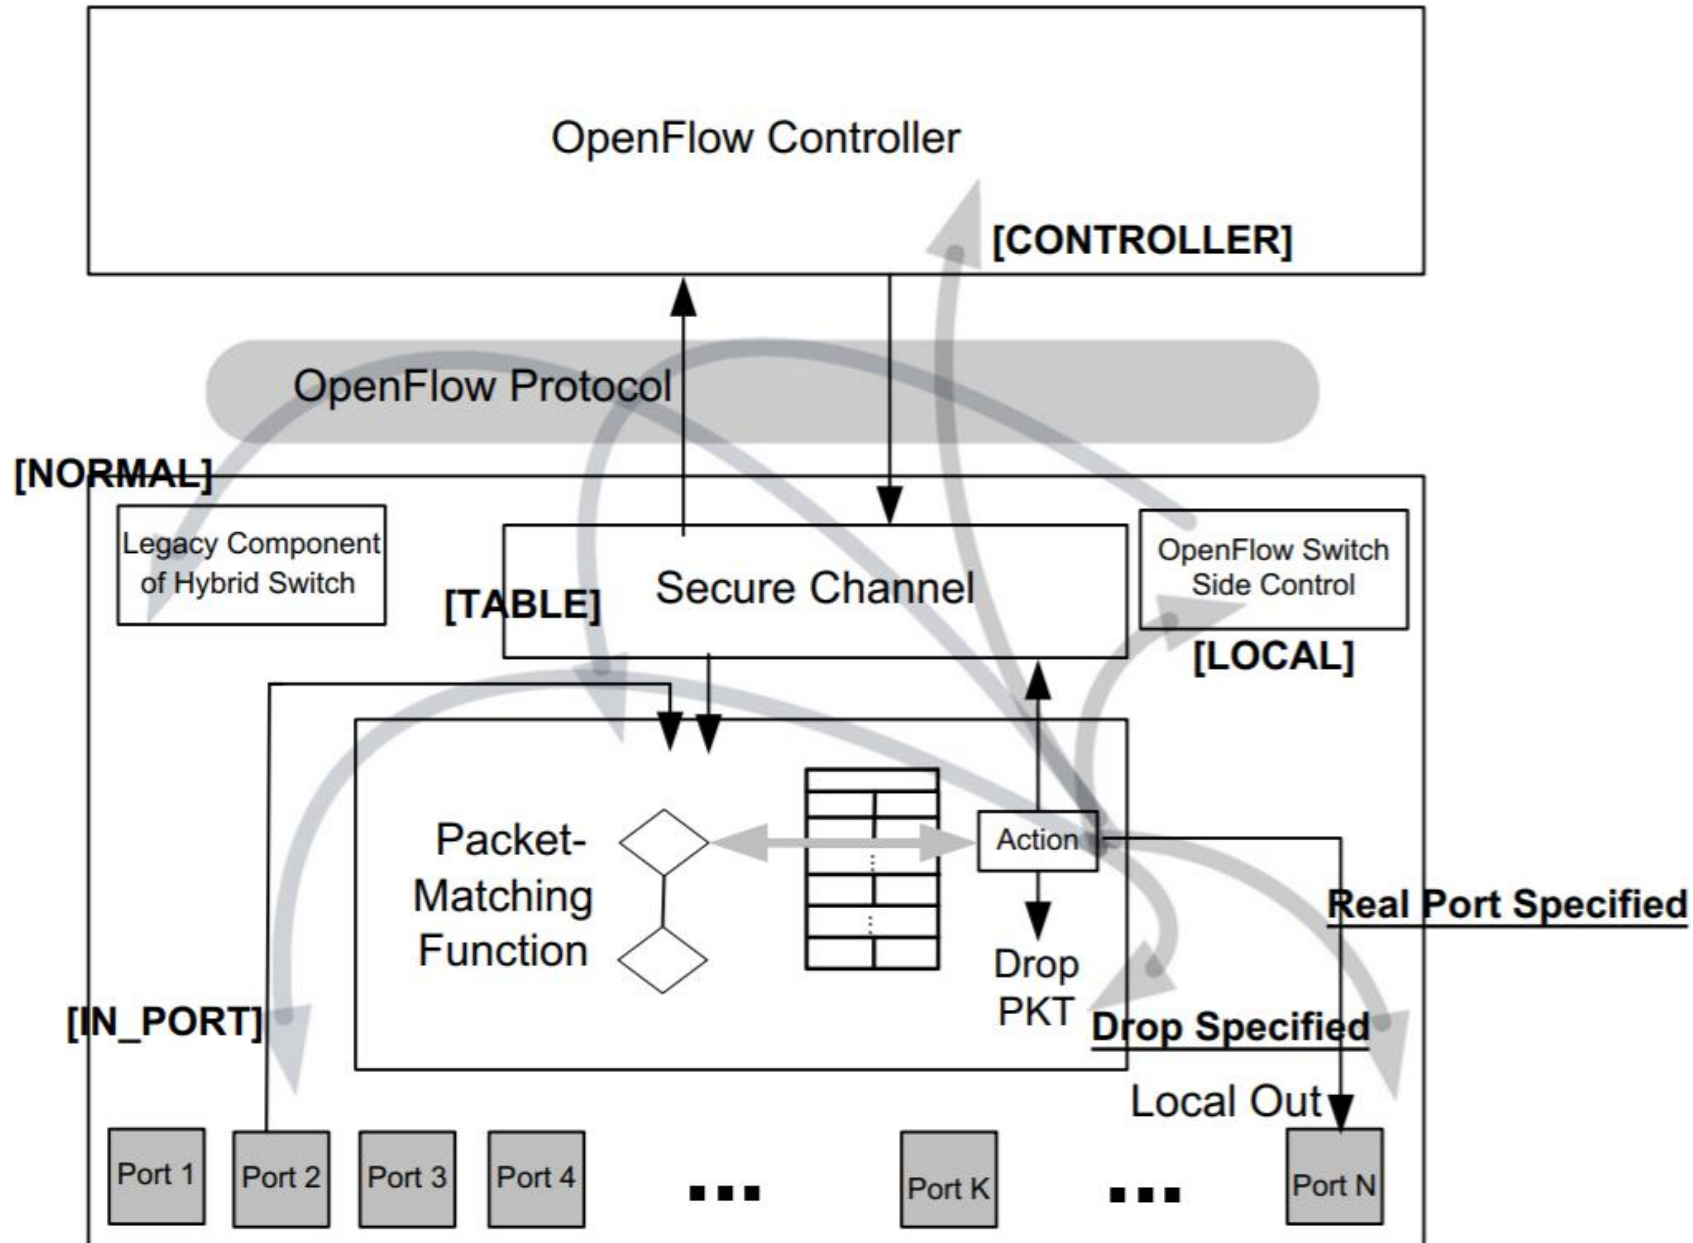 OpenFlow Controller
[CONTROLLER]
OpenFlow Protocol
[NORMAL]
Legacy Component
of Hybrid Switch
[TABLE]
Secure Channel
OpenFlow Switch
Side Control
[LOCAL]
Packet-
Matching
Function
Action
Drop
PKT
Real Port Specified
Drop Specified
[IN_PORT]
Local Out
Port 1
Port 2
Port 3
Port 4
...
Port K
...
Port N